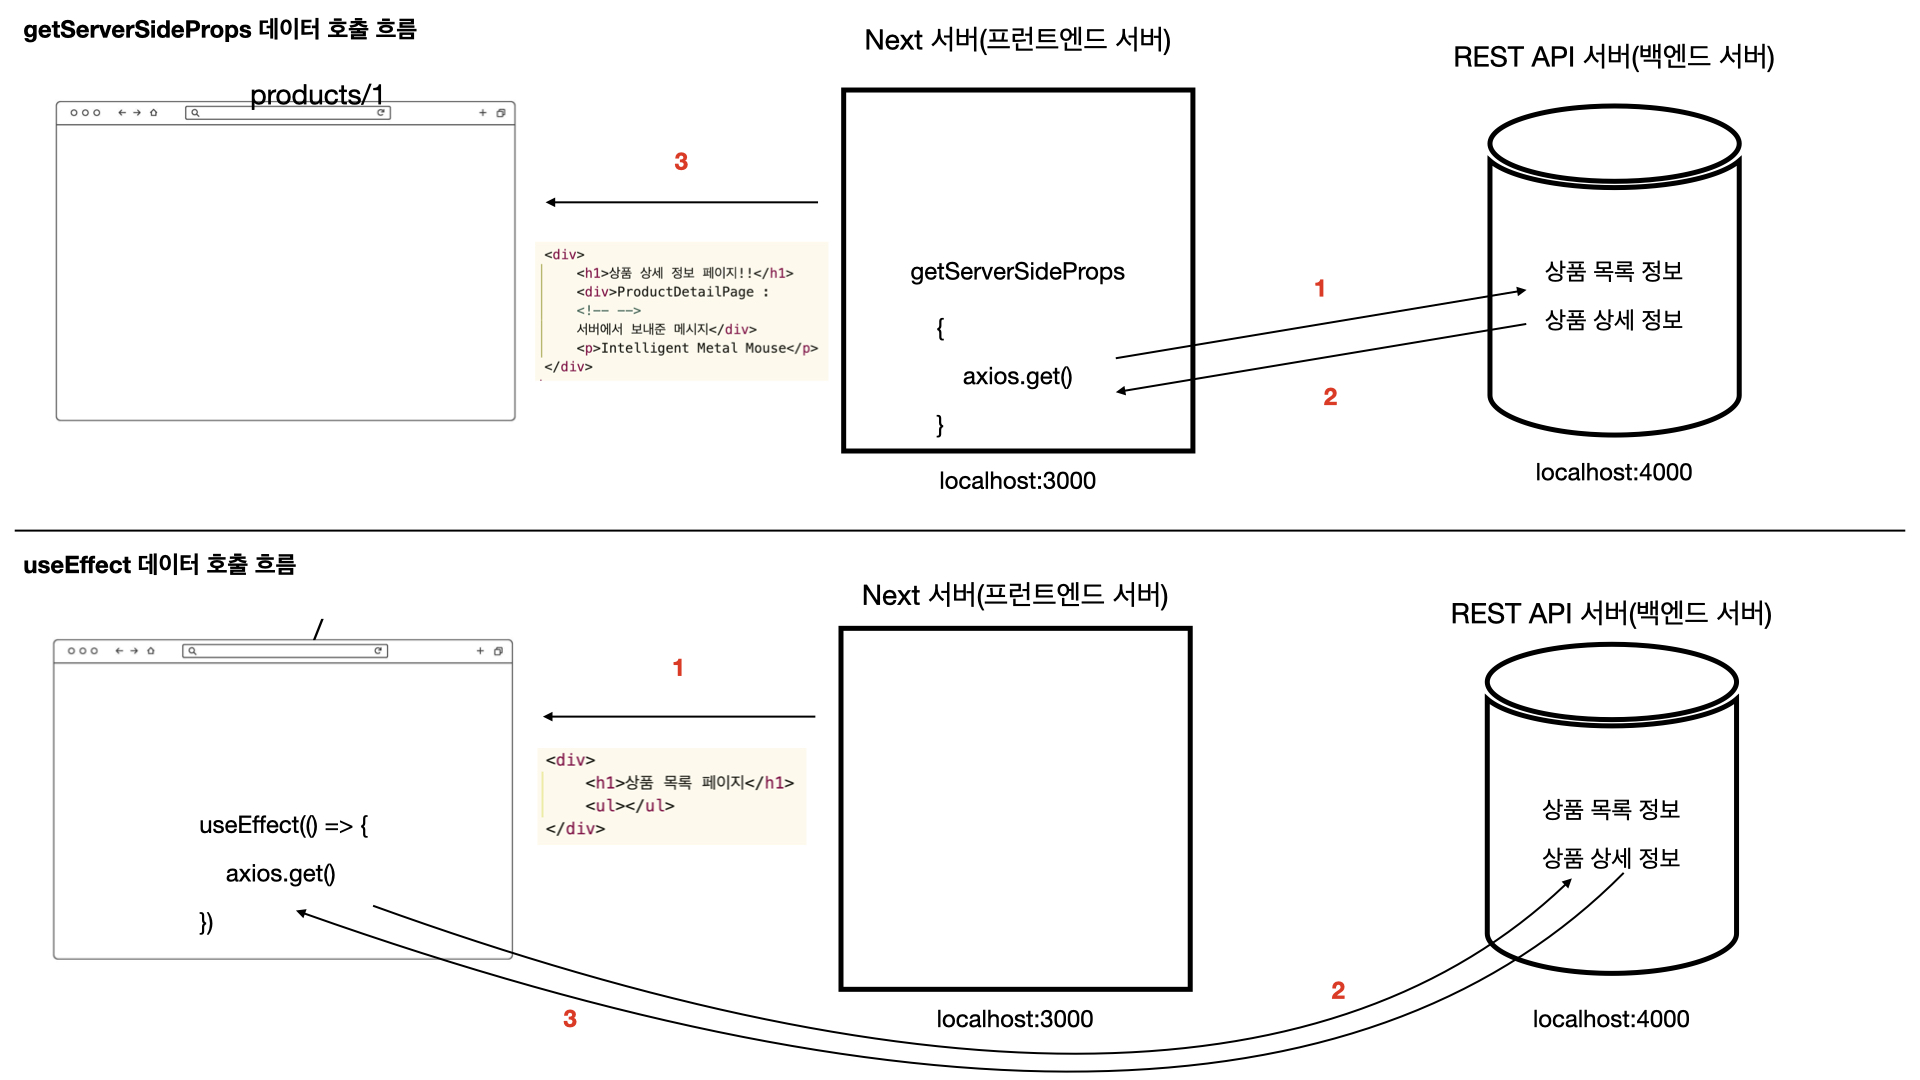 getServerSideProps 데이터 호출 흐름
Next 서버(프런트엔드 서버)
REST API 서버(백엔드 서버)
products/1
3
<div>
<h1>상품 상세 정보 페이지!!</h1>
<div>ProductDetailPage :
<!-- -->
서버에서 보내준 메시지</div>
<p>Intelligent Metal Mouse</p>
</div>
getServerSideProps
{
axios.get()
}
localhost:3000
1
2
상품 목록 정보
상품 상세 정보
localhost:4000
useEffect 데이터 호출 흐름
Next 서버(프런트엔드 서버)
REST API 서버(백엔드 서버)
/
1
<div>
<h1>상품 목록 페이지</h1>
<ul></ul>
</div>
useEffect(() => {
axios.get()
})
상품 목록 정보
상품 상세 정보
2
3
localhost:3000
localhost:4000